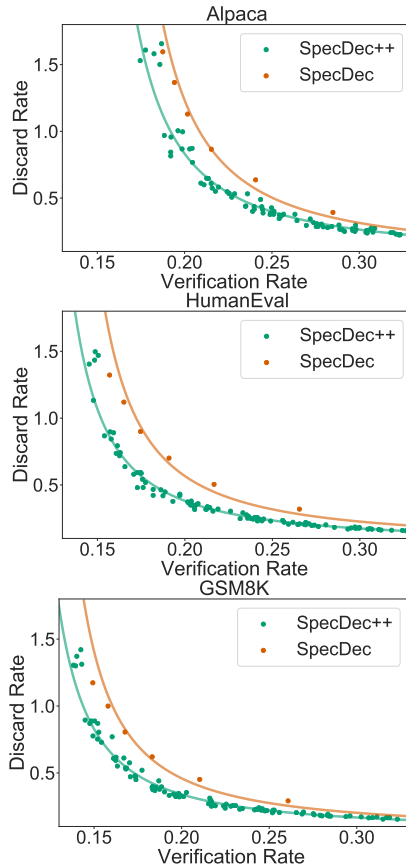 Alpaca
SpecDec++
SpecDec
1.5
1.0
0.5
Discard Rate
0.15 0.20 0.25 0.30
Verification Rate
HumanEval
SpecDec++
SpecDec
1.5
1.0
0.5
Discard Rate
0.15 0.20 0.25 0.30
Verification Rate
GSM8K
SpecDec++
SpecDec
1.5
1.0
0.5
Discard Rate
0.15 0.20 0.25 0.30
Verification Rate